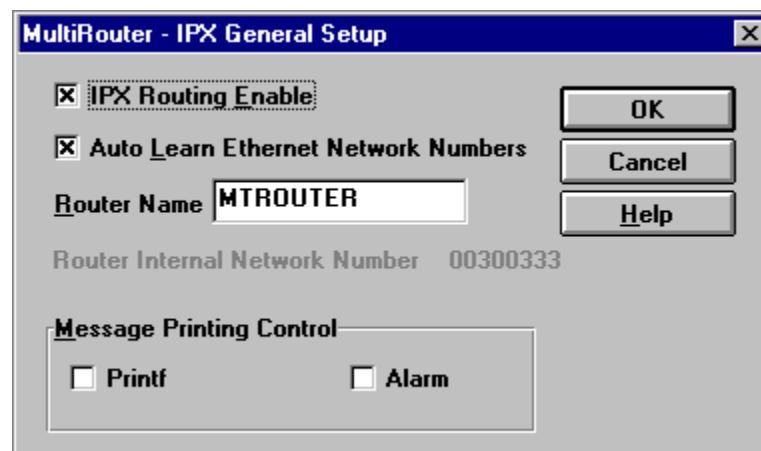 MultiRouter - IPX General Setup
IPX Routing Enable
OK
Auto Learn Ethernet Network Numbers
Cancel
Router Name MTROUTER
Help
Router Internal Network Number 00300333
Message Printing Control
Printf Alarm